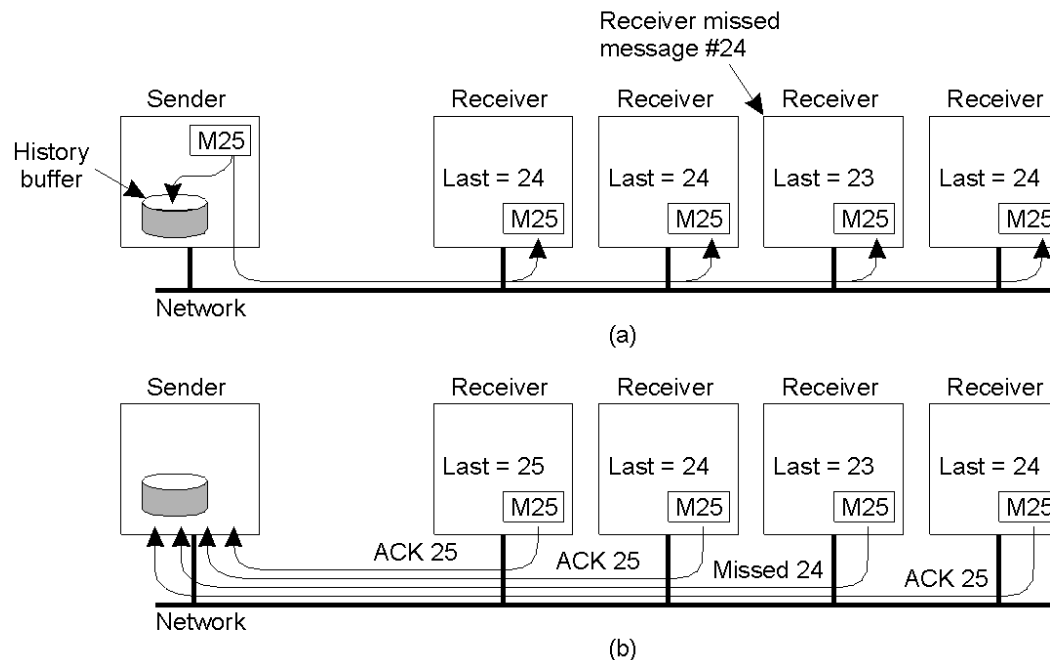 Receiver missed
message #24
Sender
Receiver
Receiver
Receiver
Receiver
History
buffer
M25
Last = 24
Last = 24
Last = 23
Last = 24
M25
M25
M25
M25
Network
(a)
Sender
Receiver
Receiver
Receiver
Receiver
Last = 25
Last = 24
Last = 23
Last = 24
M25
M25
M25
M25
ACK 25
ACK 25
Missed 24
ACK 25
Network
(b)